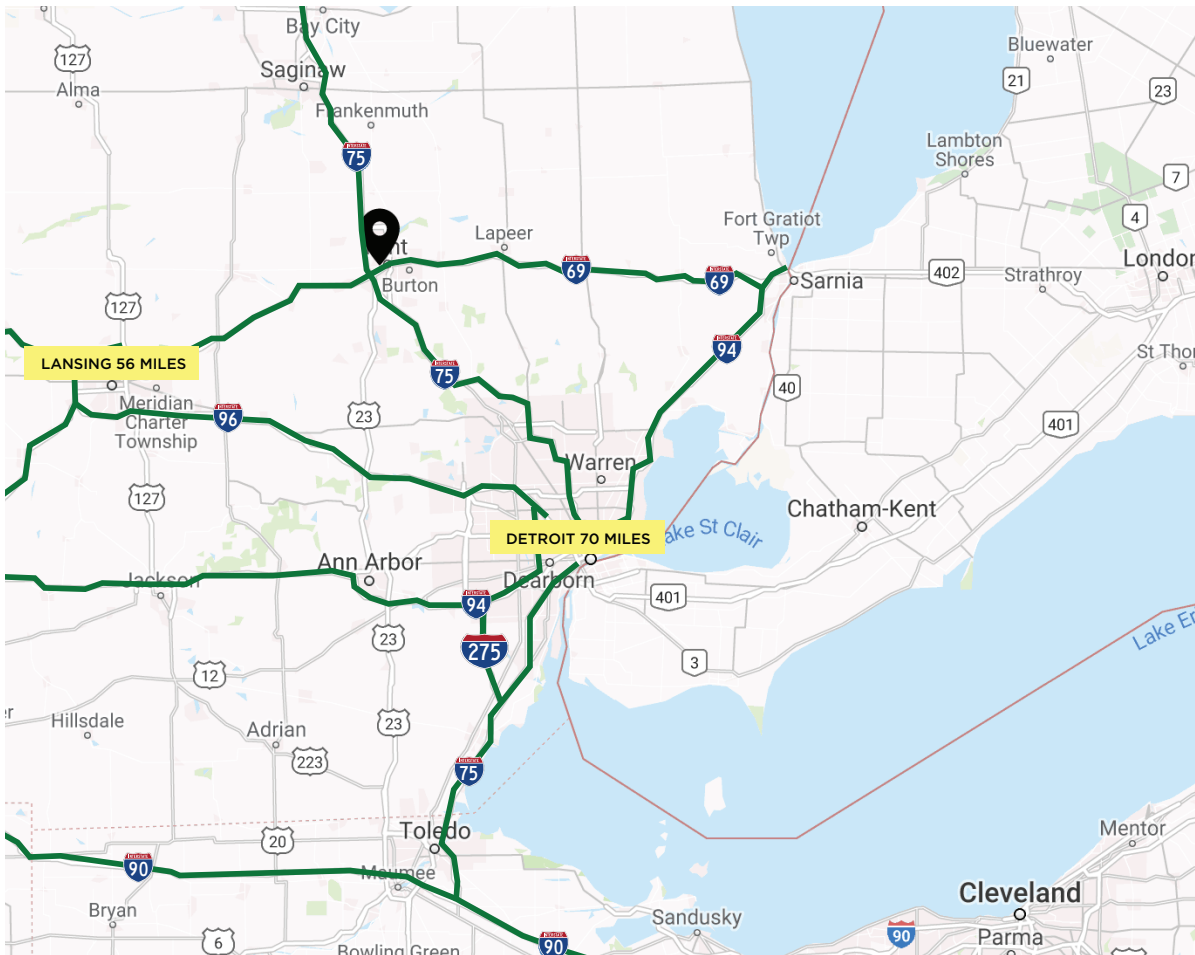 Bay City
127
Saginaw
Alma
Frankenmuth
75
Bluewater
21
23
Lambton
Shores
7
4
Fort Gratiot
Twp
Lapeer
69
69
Burton
Sarnia
402
Strathroy
London
127
94
75
40
LANSING 56 MILES
Meridian
Charter
Township
96
23
401
Warren
127
Chatham-Kent
DETROIT 70 MILES
Lake St Clair
Ann Arbor
Dearborn
Jackson
94
401
23
275
3
12
Hillsdale
Adrian
23
223
75
Toledo
20
90
Maumee
Mentor
Bryan
Cleveland
Sandusky
90
Parma
6
Bowling Green
90